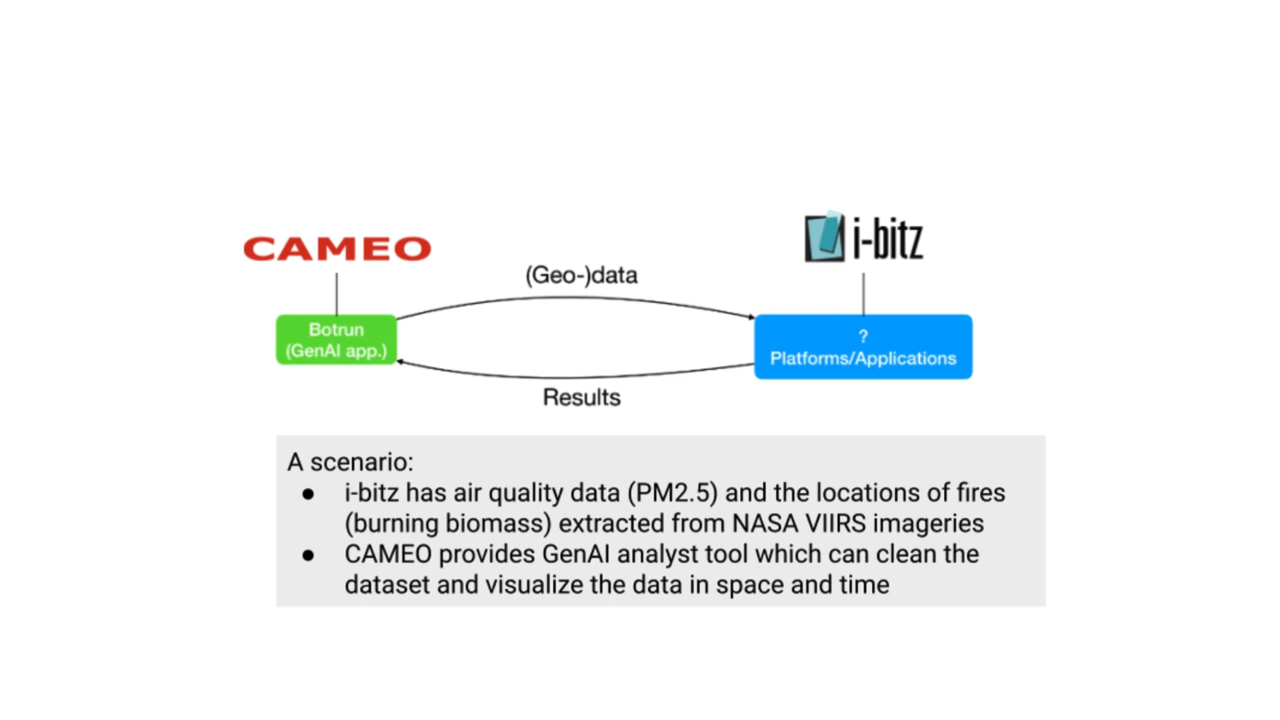 CAMEO
i-bitz
(Geo-)data
Botrun
(GenAI app.)
?
Platforms/Applications
Results
A scenario:
● i-bitz has air quality data (PM2.5) and the locations of fires
(burning biomass) extracted from NASA VIIRS imageries
● CAMEO provides GenAI analyst tool which can clean the
dataset and visualize the data in space and time